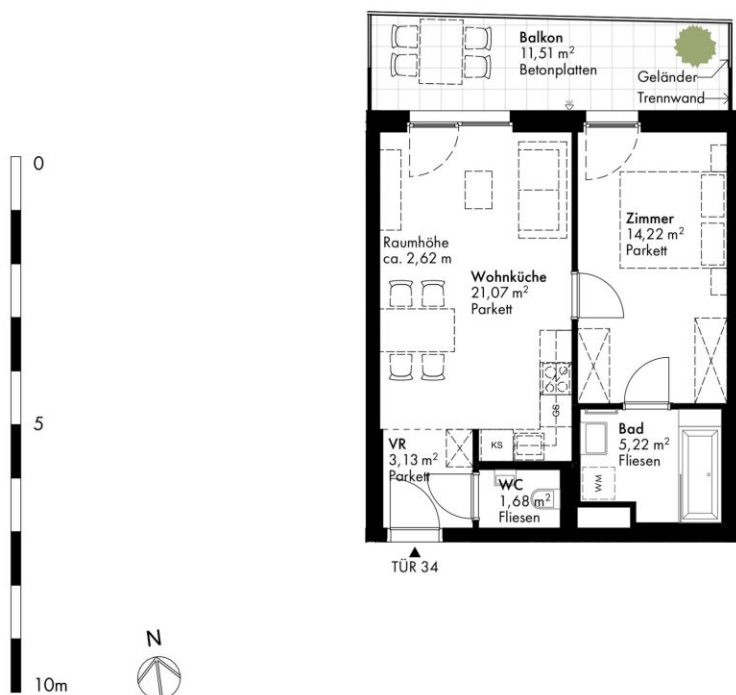 Balkon
11,51 m²
Betonplatten
Geländer
Trennwand
0
Zimmer
14,22 m²
Parkett
Raumhöhe
ca. 2,62 m
Wohnküche
21,07 m²
Parkett
GS
5
KS
VR
3,13 m²
Parkett
Bad
5,22 m²
Fliesen
WM
WC
1,68 m²
Fliesen
TÜR 34
N
10m